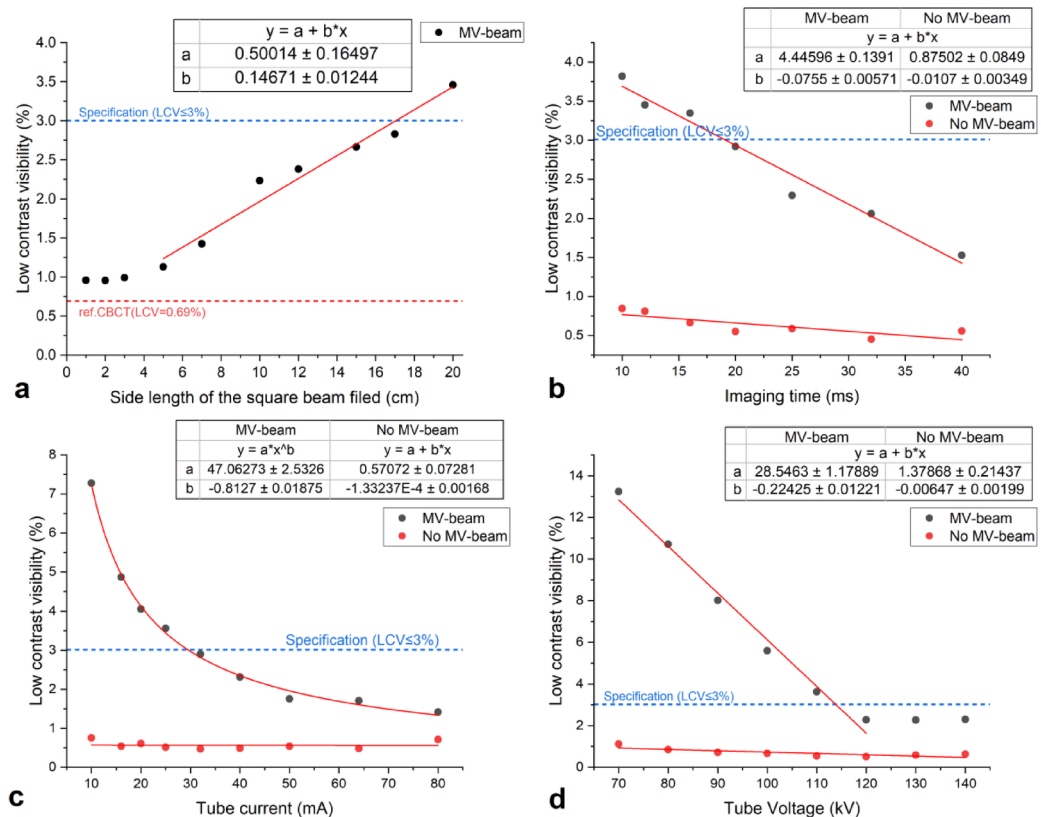 y = a + b*x
a 0.50014 ± 0.16497
b 0.14671 ± 0.01244
MV-beam
4.0
3.5
3.0
2.5
2.0
1.5
1.0
0.5
0.0
Low contrast visibility (%)
Specification (LCV≤3%)
ref.CBCT(LCV=0.69%)
0 2 4 6 8 10 12 14 16 18 20
Side length of the square beam filed (cm)
a
MV-beam No MV-beam
y = a + b*x
a 4.44596 ± 0.1391 0.87502 ± 0.0849
b -0.0755 ± 0.00571 -0.0107 ± 0.00349
MV-beam
No MV-beam
4.0
3.5
3.0
2.5
2.0
1.5
1.0
0.5
Low contrast visibility (%)
Specification (LCV≤3%)
10 15 20 25 30 35 40
Imaging time (ms)
b
MV-beam No MV-beam
y = a*x^b y = a + b*x
a 47.06273 ± 2.5326 0.57072 ± 0.07281
b -0.8127 ± 0.01875 -1.33237E-4 ± 0.00168
MV-beam
No MV-beam
8
7
6
5
4
3
2
1
0
Low contrast visibility (%)
Specification (LCV≤3%)
10 20 30 40 50 60 70 80
Tube current (mA)
c
MV-beam No MV-beam
y = a + b*x
a 28.5463 ± 1.17889 1.37868 ± 0.21437
b -0.22425 ± 0.01221 -0.00647 ± 0.00199
MV-beam
No MV-beam
14
12
10
8
6
4
2
0
Low contrast visibility (%)
Specification (LCV≤3%)
70 80 90 100 110 120 130 140
Tube Voltage (kV)
d